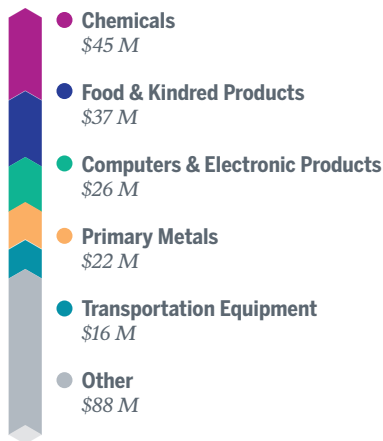 Chemicals
$45 M
Food & Kindred Products
$37 M
Computers & Electronic Products
$26 M
Primary Metals
$22 M
Transportation Equipment
$16 M
Other
$88 M